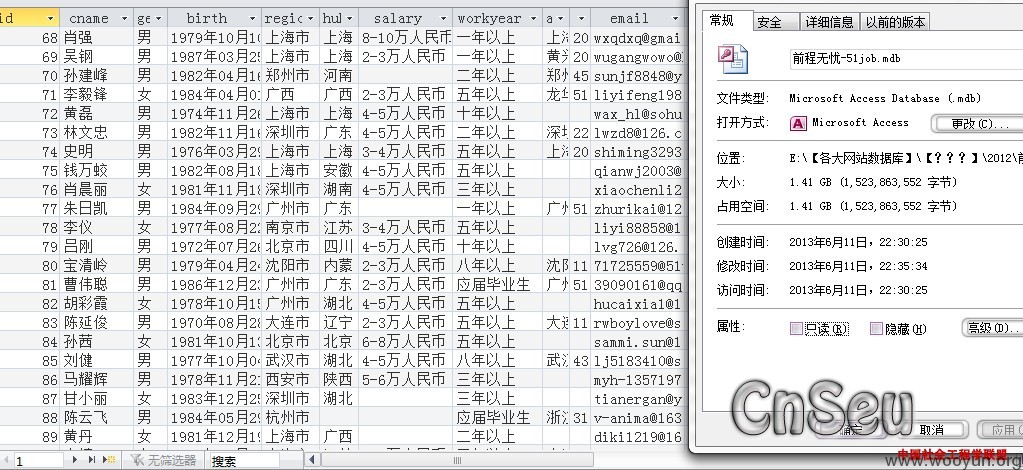 id cname ge birth regio huk salary workyear a email
68 肖强 男 1979年10月10 上海市 上海 8-10万人民币 一年以上 上海 20 wxqdxq@gmai
69 吴钢 男 1987年03月25 上海市 上海 2-3万人民币 一年以上 黄浦 20 wugangwowo@
70 孙建峰 男 1982年04月16 郑州市 河南 二年以上 郑州 45 sunjf8848@y
71 李毅锋 女 1984年04月01 广西 广西 2-3万人民币 五年以上 龙华 51 liyifeng198
72 黄磊 男 1974年11月 上海市 上海 4-5万人民币 十年以上 wax_hl@sohu
73 林文忠 男 1982年11月16 深圳市 广东 4-5万人民币 二年以上 深圳 22 lwzd8@126.c
74 史明 男 1976年03月29 上海市 上海 3-4万人民币 五年以上 上海 20 shiming3293
75 钱万蛟 男 1982年08月 上海市 安徽 4-5万人民币 五年以上 qianwj2003@
76 肖晨丽 女 1981年11月18 深圳市 湖南 4-5万人民币 三年以上 xiaochenli2
77 朱日凯 男 1984年09月29 广州市 广东 一年以上 广州 51 zhurikai@12
78 李仪 女 1977年08月22 南京市 江苏 3-4万人民币 五年以上 liyi88858@1
79 吕刚 男 1972年07月26 北京市 四川 4-5万人民币 十年以上 lvg726@126.
80 宝清岭 男 1979年04月24 沈阳市 内蒙 2-3万人民币 八年以上 沈阳 11 71725559@51
81 曹伟聪 男 1986年12月23 广州市 广东 2-3万人民币 应届毕业生 广州 51 39090161@qq
82 胡彩霞 女 1978年10月15 广州市 湖北 4-5万人民币 五年以上 hucaixia1@1
83 陈延俊 男 1970年08月28 大连市 辽宁 2-3万人民币 五年以上 大连 11 rwboylove@s
84 孙茜 女 1981年10月13 北京市 北京 6-8万人民币 五年以上 sammi.sun@1
85 刘健 男 1977年10月04 武汉市 湖北 4-5万人民币 八年以上 武汉 43 lj5183410@s
86 马耀辉 男 1978年11月21 西安市 陕西 5-6万人民币 三年以上 myh-1357197
87 甘小丽 女 1983年12月25 深圳市 湖北 三年以上 tianergan@y
88 陈云飞 男 1984年05月29 杭州市 应届毕业生 浙江 31 v-anima@163
89 黄丹 女 1981年12月19 上海市 广西 二年以上 diki1219@16
1 无筛选器 搜索
常规 安全 详细信息 以前的版本
前程无忧-51job.mdb
文件类型: Microsoft Access Database (.mdb)
打开方式: Microsoft Access 更改(C)...
位置: E:\【各大网站数据库】\【???】\2012\前
大小: 1.41 GB (1,523,863,552 字节)
占用空间: 1.41 GB (1,523,863,552 字节)
创建时间: 2013年6月11日，22:30:25
修改时间: 2013年6月11日，22:35:34
访问时间: 2013年6月11日，22:30:25
属性: 只读(R) 隐藏(H) 高级(D)...
CnSeu
确定 取消 应用
中国社会工程学联盟
www.wooyun.org